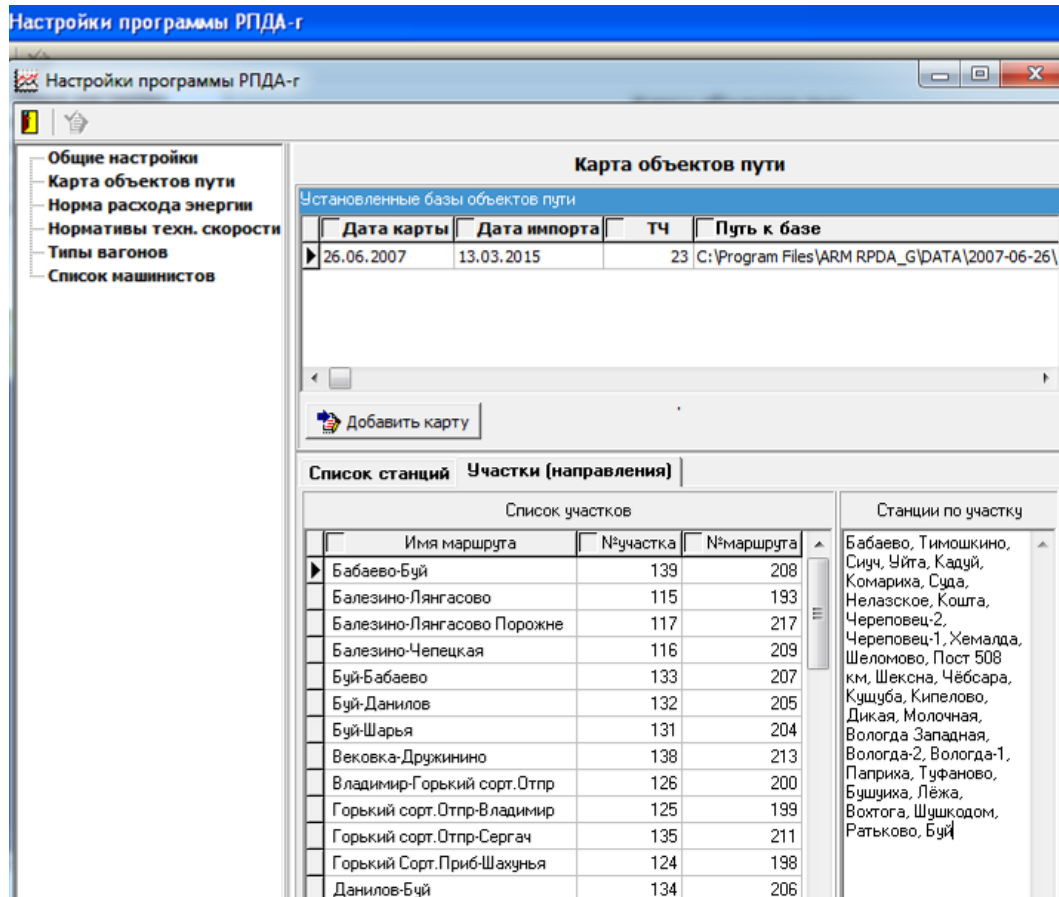 Настройки программы РПДА-г
Настройки программы РПДА-г
Общие настройки
Карта объектов пути
Норма расхода энергии
Нормативы техн. скорости
Типы вагонов
Список машинистов
Карта объектов пути
Установленные базы объектов пути
Дата карты Дата импорта ТЧ Путь к базе
26.06.2007 13.03.2015 23 C:\Program Files\ARM RPDA_G\DATA\2007-06-26\
Добавить карту
Список станций Участки (направления)
Список участков
Имя маршрута №участка №маршрута
Бабаево-Буй 139 208
Балезино-Лянгасово 115 193
Балезино-Лянгасово Порожне 117 217
Балезино-Чепецкая 116 209
Буй-Бабаево 133 207
Буй-Данилов 132 205
Буй-Шарья 131 204
Вековка-Дружинино 138 213
Владимир-Горький сорт.Отпр 126 200
Горький сорт.Отпр-Владимир 125 199
Горький сорт.Отпр-Сергач 135 211
Горький Сорт.Приб-Шахунья 124 198
Данилов-Буй 134 206
Станции по участку
Бабаево, Тимошкино,
Сиуч, Уйта, Кадуй,
Комариха, Суда,
Нелазское, Кошта,
Череповец-2,
Череповец-1, Хемалда,
Шеломово, Пост 508
км, Шексна, Чёбсара,
Кущуба, Кипелово,
Дикая, Молочная,
Вологда Западная,
Вологда-2, Вологда-1,
Паприха, Туфаново,
Бушуиха, Лёжа,
Вохтога, Шушкодом,
Ратьково, Буй